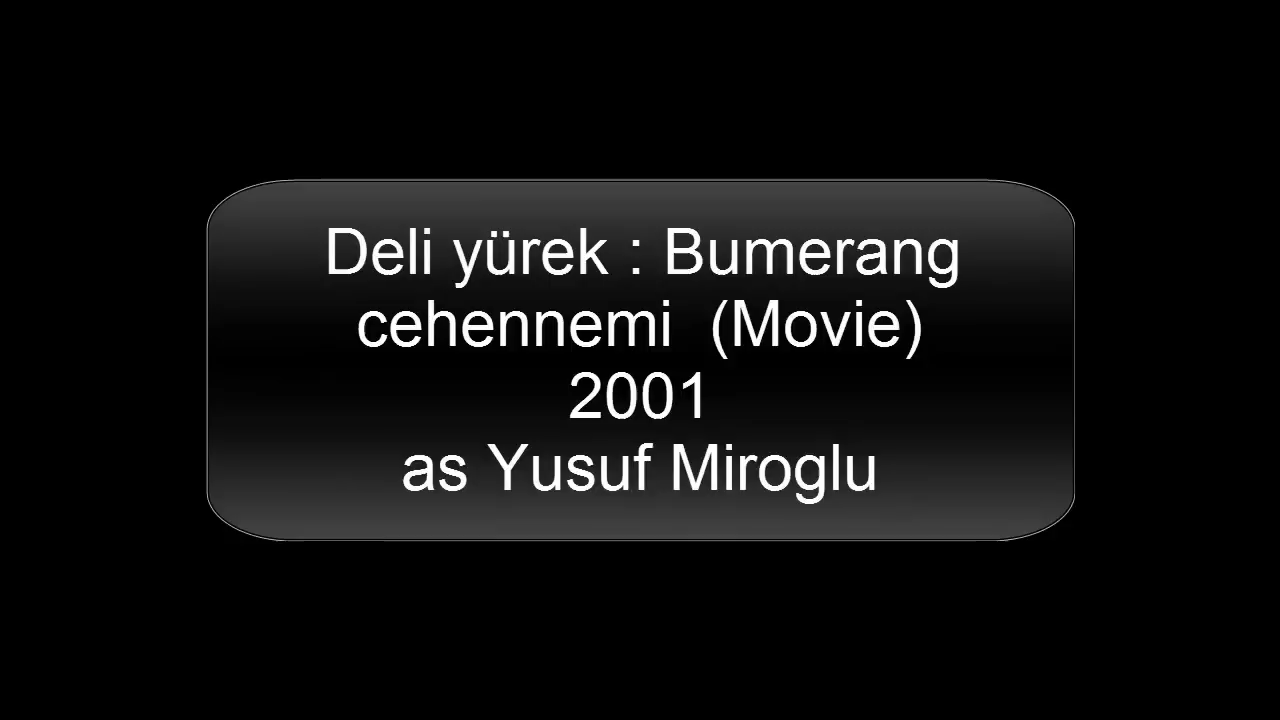 Deli yürek : Bumerang
cehennemi  (Movie)
2001
as Yusuf Miroglu